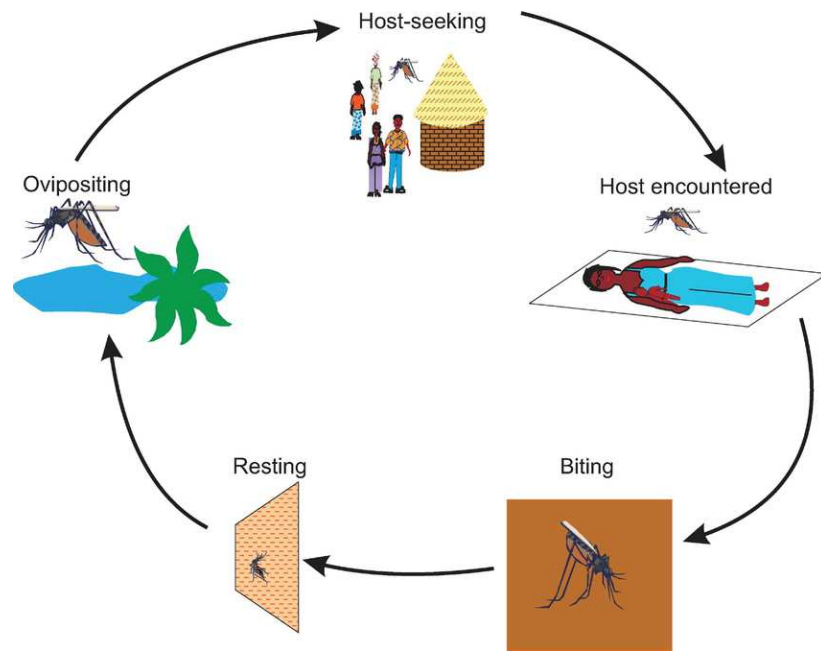 Host-seeking
Ovipositing
Host encountered
Resting
Biting